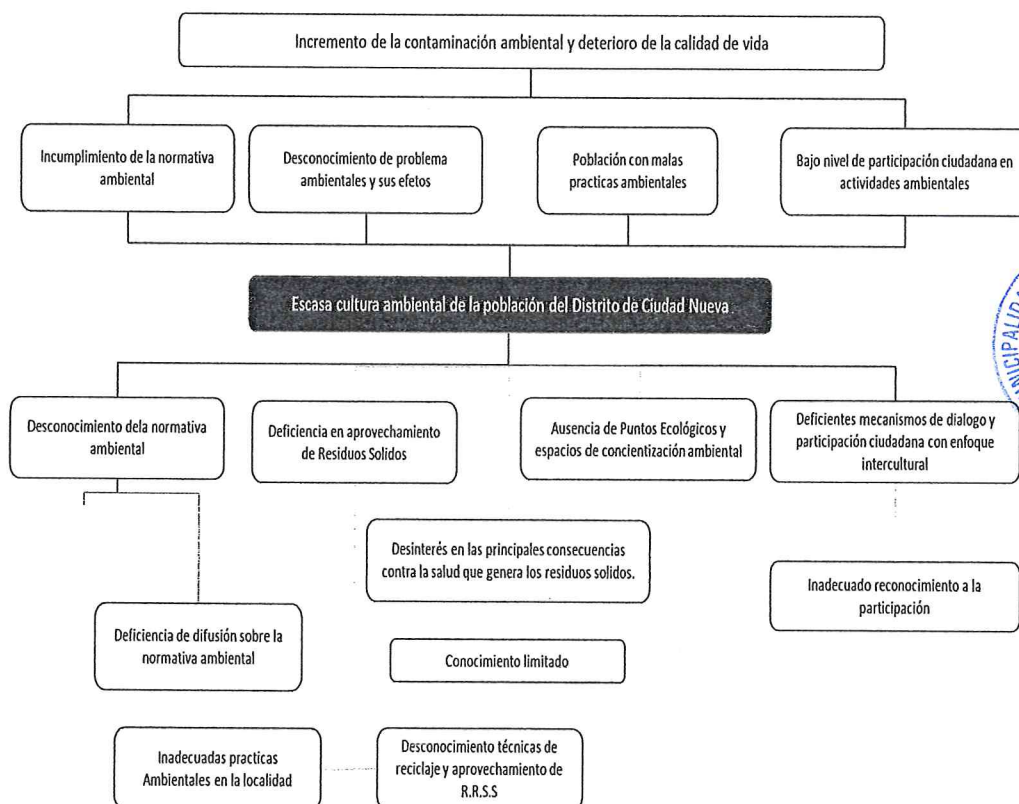 Incremento de la contaminación ambiental y deterioro de la calidad de vida
Incumplimiento de la normativa
ambiental
Desconocimiento de problema
ambientales y sus efetos
Población con malas
practicas ambientales
Bajo nivel de participación ciudadana en
actividades ambientales
Escasa cultura ambiental de la población del Distrito de Ciudad Nueva.
Desconocimiento dela normativa
ambiental
Deficiencia en aprovechamiento
de Residuos Solidos
Ausencia de Puntos Ecológicos y
espacios de concientización ambiental
Deficientes mecanismos de dialogo y
participación ciudadana con enfoque
intercultural
Desinterés en las principales consecuencias
contra la salud que genera los residuos solidos.
Inadecuado reconocimiento a la
participación
Deficiencia de difusión sobre la
normativa ambiental
Conocimiento limitado
Inadecuadas practicas
Ambientales en la localidad
Desconocimiento técnicas de
reciclaje y aprovechamiento de
R.R.S.S